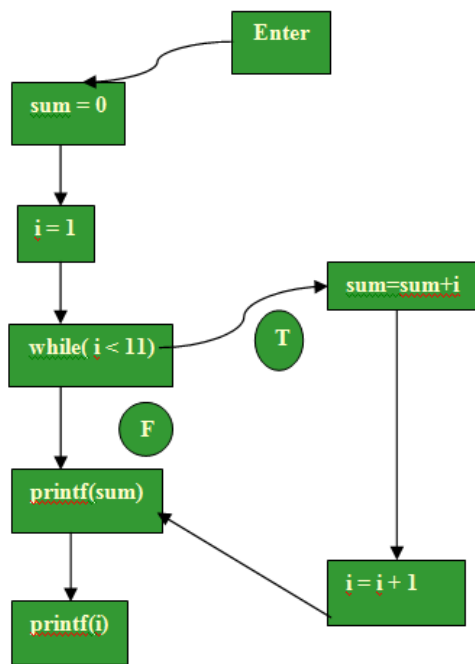 Enter
sum = 0
i = 1
sum=sum+i
while( i < 11)
T
F
printf(sum)
i = i + 1
printf(i)